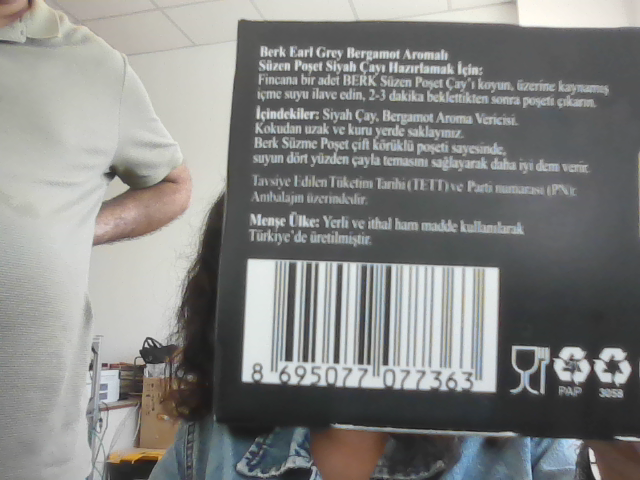 Berk Earl Grey Bergamot Aromalı
Süzen Poşet Siyah Çayı Hazırlamak İçin:
Fincana bir adet BERK Süzen Poşet Çay'ı koyun, üzerine kaynamış
içme suyu ilave edin, 2-3 dakika beklettikten sonra poşeti çıkarın.
İçindekiler: Siyah Çay, Bergamot Aroma Vericisi.
Kokudan uzak ve kuru yerde saklayınız.
Berk Süzme Poşet çift körüklü poşeti sayesinde,
suyun dört yüzden çayla temasını sağlayarak daha iyi dem verir.
Tavsiye Edilen Tüketim Tarihi (TETT) ve Parti numarası (PN):
Ambalajın üzerindedir.
Menşe Ülke: Yerli ve ithal ham madde kullanılarak
Türkiye'de üretilmiştir.
8 695077 077363
PAP